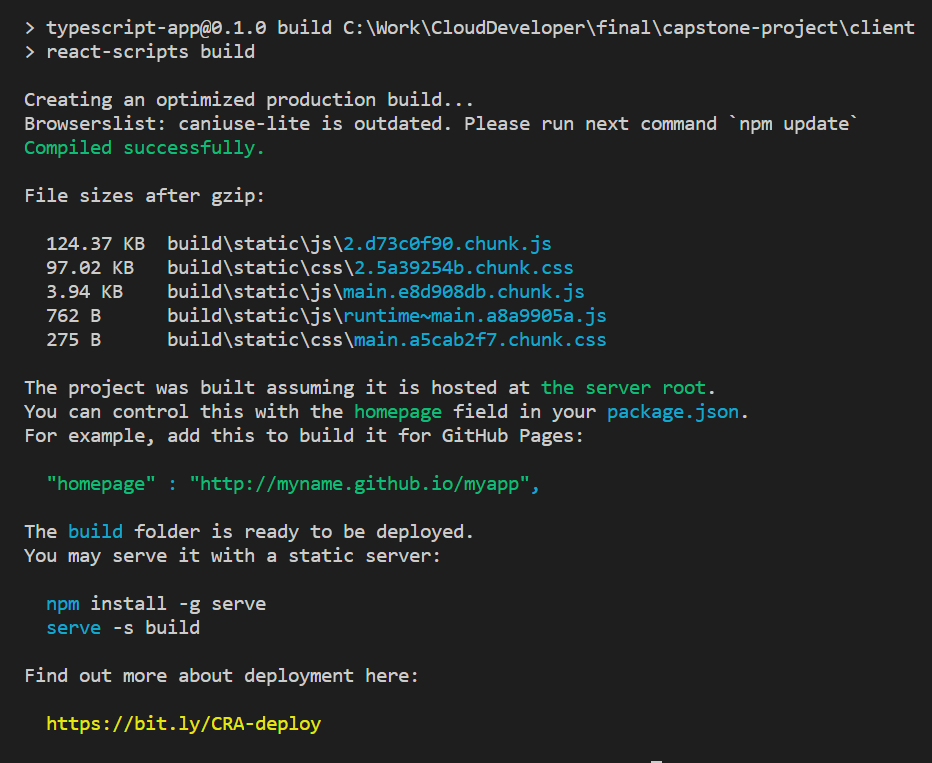 > typescript-app@0.1.0 build C:\Work\CloudDeveloper\final\capstone-project\client
> react-scripts build
Creating an optimized production build...
Browserslist: caniuse-lite is outdated. Please run next command `npm update`
Compiled successfully.
File sizes after gzip:
124.37 KB  build\static\js\2.d73c0f90.chunk.js
97.02 KB   build\static\css\2.5a39254b.chunk.css
3.94 KB    build\static\js\main.e8d908db.chunk.js
762 B      build\static\js\runtime~main.a8a9905a.js
275 B      build\static\css\main.a5cab2f7.chunk.css
The project was built assuming it is hosted at the server root.
You can control this with the homepage field in your package.json.
For example, add this to build it for GitHub Pages:
"homepage" : "http://myname.github.io/myapp",
The build folder is ready to be deployed.
You may serve it with a static server:
npm install -g serve
serve -s build
Find out more about deployment here:
https://bit.ly/CRA-deploy